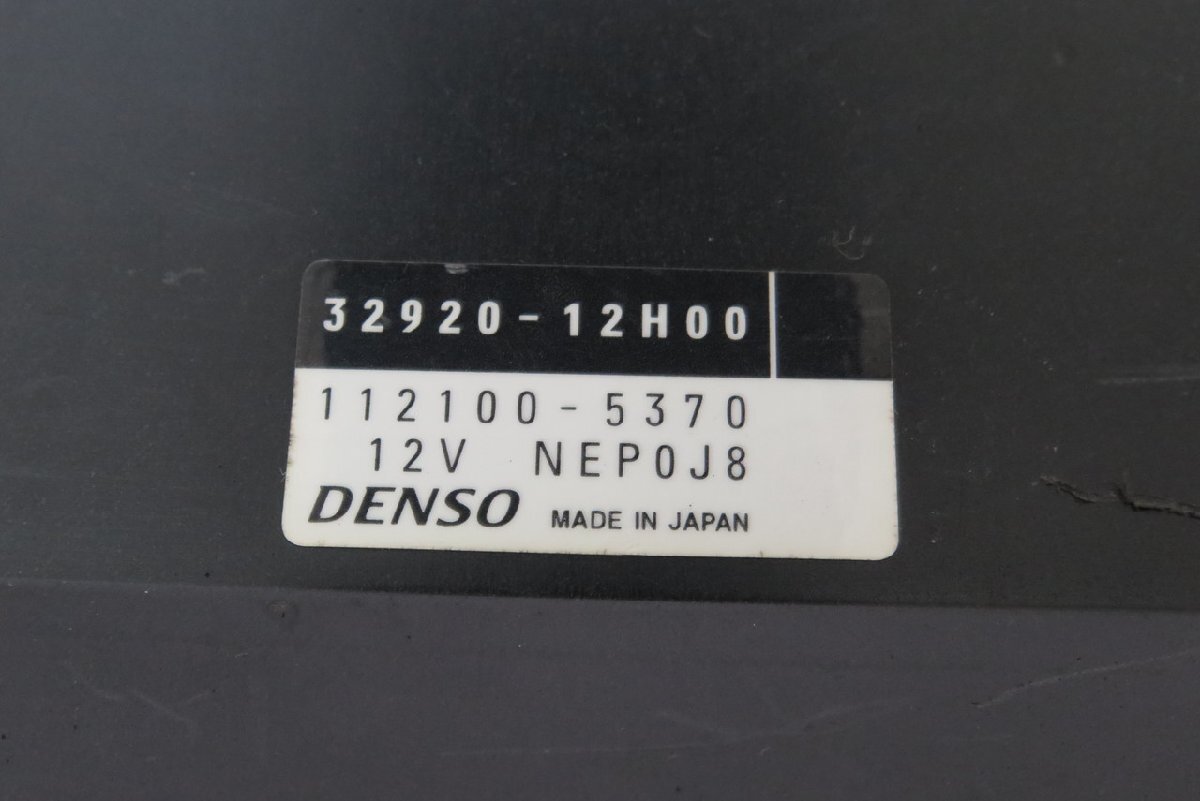 32920-12H00
112100-5370
12V NEP0J8
DENSO MADE IN JAPAN